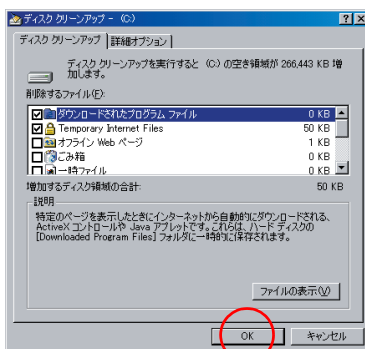 ディスク クリーンアップ - (C:)
ディスク クリーンアップ 詳細オプション
ディスク クリーンアップを実行すると (C:) の空き領域が 266,443 KB 増
加します。
削除するファイル(F):
ダウンロードされたプログラム ファイル 0 KB
Temporary Internet Files 50 KB
オフライン Web ページ 1 KB
ごみ箱 0 KB
一時ファイル 0 KB
増加するディスク領域の合計: 50 KB
説明
特定のページを表示したときにインターネットから自動的にダウンロードされる、
ActiveX コントロールや Java アプレットです。これらは、ハード ディスクの
[Downloaded Program Files] フォルダに一時的に保存されます。
ファイルの表示(V)
OK キャンセル